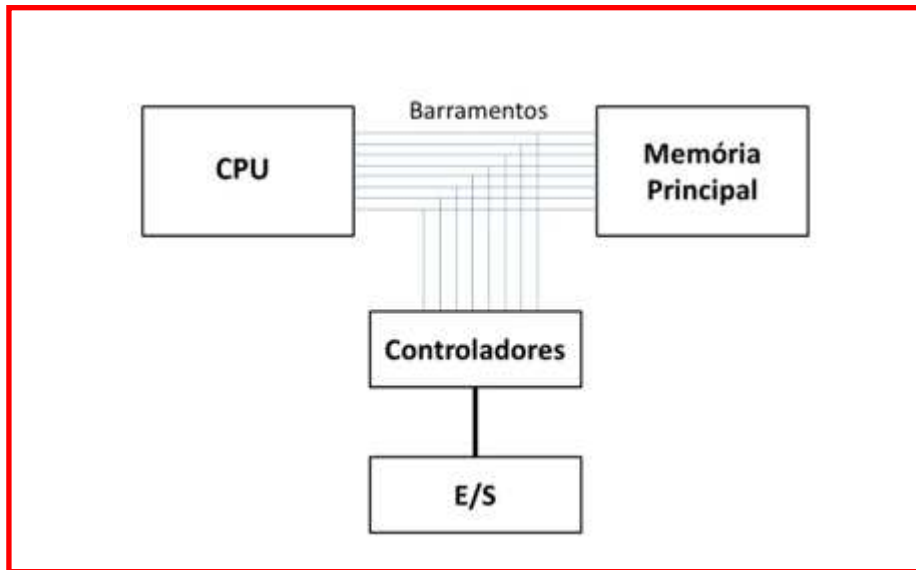 Barramentos
CPU
Memória
Principal
Controladores
E/S